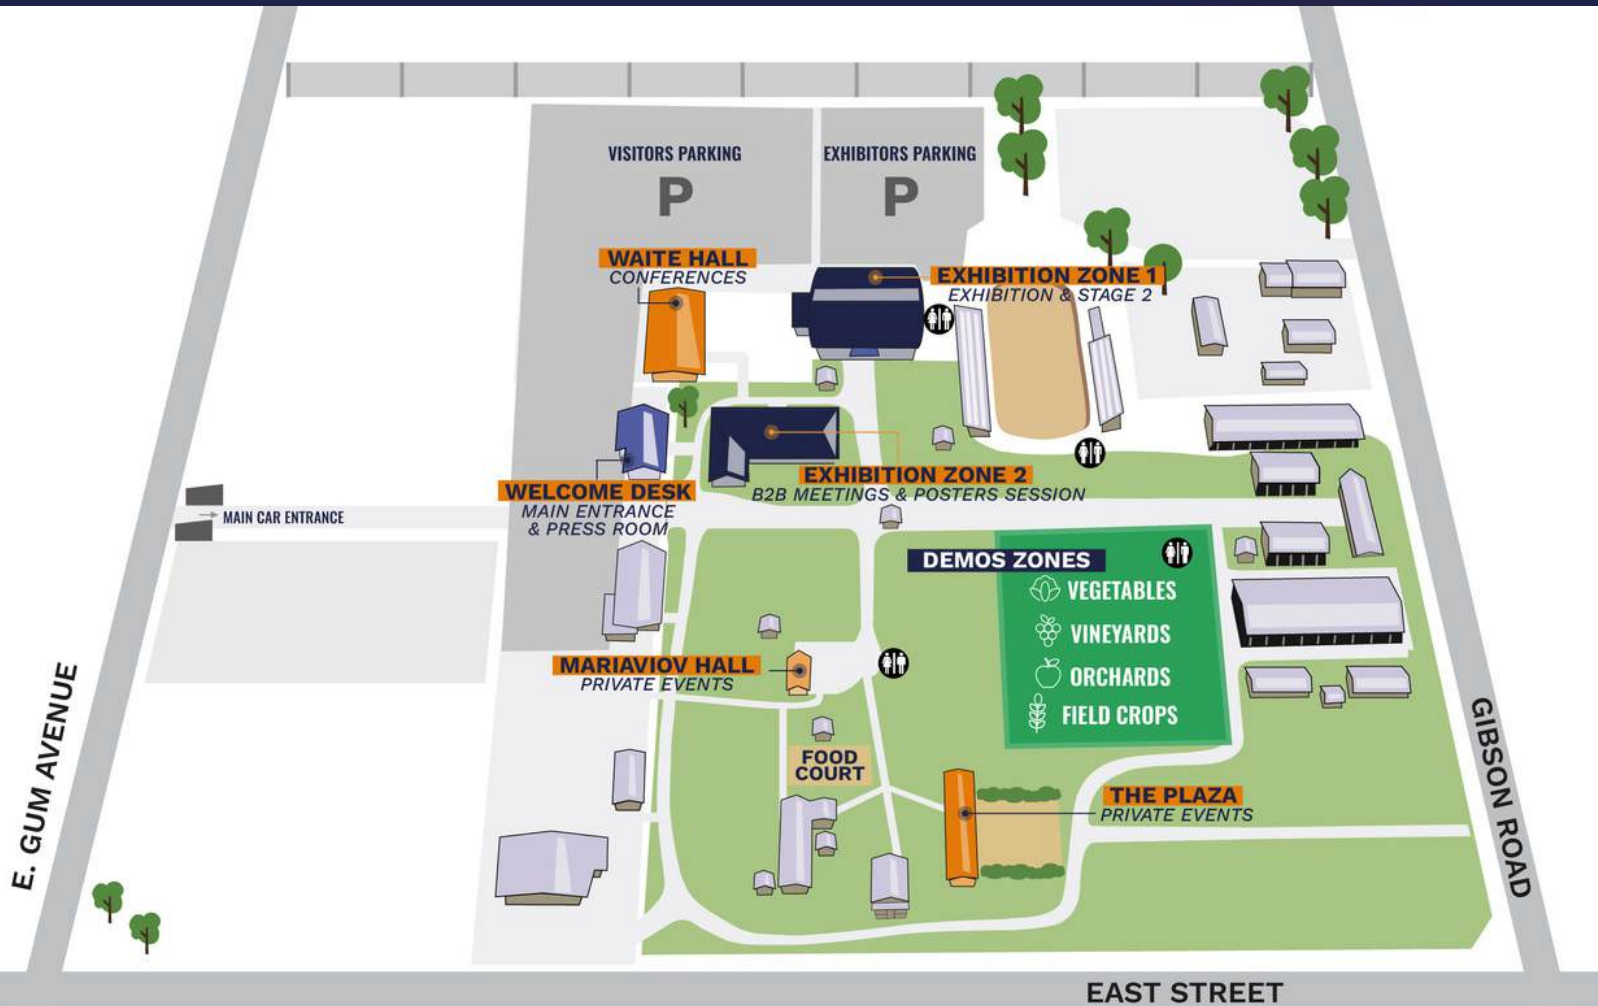 VISITORS PARKING
P
EXHIBITORS PARKING
P
WAITE HALL
CONFERENCES
EXHIBITION ZONE 1
EXHIBITION & STAGE 2
EXHIBITION ZONE 2
B2B MEETINGS & POSTERS SESSION
WELCOME DESK
MAIN ENTRANCE
& PRESS ROOM
MAIN CAR ENTRANCE
DEMOS ZONES
VEGETABLES
VINEYARDS
ORCHARDS
FIELD CROPS
MARIAVIOV HALL
PRIVATE EVENTS
FOOD
COURT
THE PLAZA
PRIVATE EVENTS
E. GUM AVENUE
GIBSON ROAD
EAST STREET